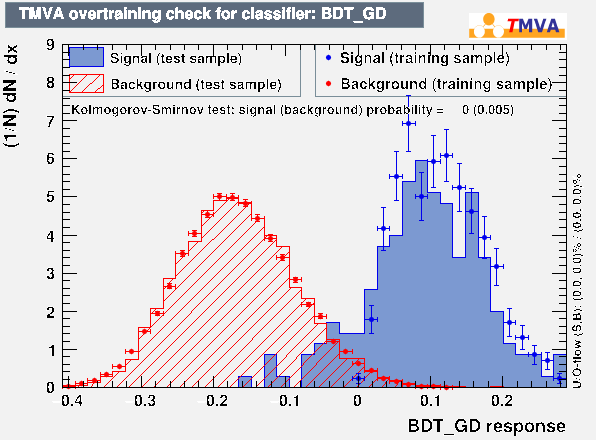 TMVA overtraining check for classifier: BDT_GD
TMVA
(1/N) dN / dx
9
8
7
6
5
4
3
2
1
0
Signal (test sample)
Background (test sample)
Signal (training sample)
Background (training sample)
Kolmogorov-Smirnov test: signal (background) probability = 0 (0.005)
U/O-flow (S,B): (0.0, 0.0)% / (0.0, 0.0)%
-0.4 -0.3 -0.2 -0.1 0 0.1 0.2
BDT_GD response